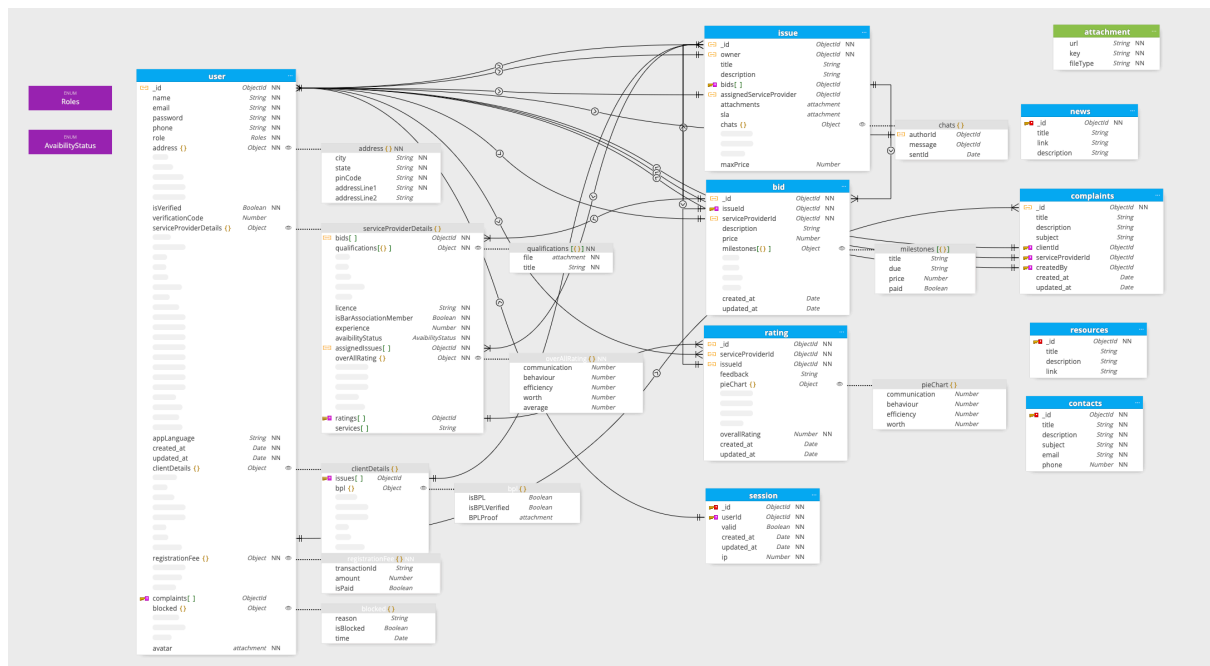 ENUM
Roles
ENUM
AvaibilityStatus
user ...
_id ObjectId NN
name String NN
email String NN
password String NN
phone String NN
role Roles NN
address {} Object NN
isVerified Boolean NN
verificationCode Number
serviceProviderDetails {} Object
appLanguage String NN
created_at Date NN
updated_at Date NN
clientDetails {} Object
registrationFee {} Object NN
complaints[ ] ObjectId
blocked {} Object
avatar attachment NN
address {} NN
city String NN
state String NN
pinCode String NN
addressLine1 String NN
addressLine2 String
serviceProviderDetails {}
bids[ ] ObjectId NN
qualifications[{}] Object NN
licence String NN
isBarAssociationMember Boolean NN
experience Number NN
avaibilityStatus AvaibilityStatus NN
assignedIssues[ ] ObjectId NN
overAllRating {} Object NN
ratings[ ] ObjectId
services[ ] String
qualifications [{}] NN
file attachment NN
title String NN
overAllRating {} NN
communication Number
behaviour Number
efficiency Number
worth Number
average Number
clientDetails {}
issues[ ] ObjectId
bpl {} Object
bpl {}
isBPL Boolean
isBPLVerified Boolean
BPLProof attachment
registrationFee {} NN
transactionId String
amount Number
isPaid Boolean
blocked {}
reason String
isBlocked Boolean
time Date
issue ...
_id ObjectId NN
owner ObjectId NN
title String
description String
bids[ ] ObjectId
assignedServiceProvider ObjectId
attachments attachment
sla attachment
chats {} Object
maxPrice Number
chats {}
authorId ObjectId
message ObjectId
sentId Date
bid ...
_id ObjectId NN
issueId ObjectId NN
serviceProviderId ObjectId NN
description String
price Number
milestones[{}] Object
created_at Date
updated_at Date
milestones [{}]
title String
due String
price Number
paid Boolean
rating ...
_id ObjectId NN
serviceProviderId ObjectId NN
issueId ObjectId NN
feedback String
pieChart {} Object
overallRating Number NN
created_at Date
updated_at Date
pieChart {}
communication Number
behaviour Number
efficiency Number
worth Number
session ...
_id ObjectId NN
userId ObjectId NN
valid Boolean NN
created_at Date NN
updated_at Date NN
ip Number NN
attachment ...
url String NN
key String NN
fileType String NN
news ...
_id ObjectId NN
title String
link String
description String NN
complaints ...
_id ObjectId NN
title String
description String
subject String
clientId ObjectId
serviceProviderId ObjectId
createdBy ObjectId
created_at Date
updated_at Date
resources ...
_id ObjectId NN
title String
description String
link String
contacts ...
_id ObjectId NN
title String NN
description String NN
subject String NN
email String NN
phone Number NN